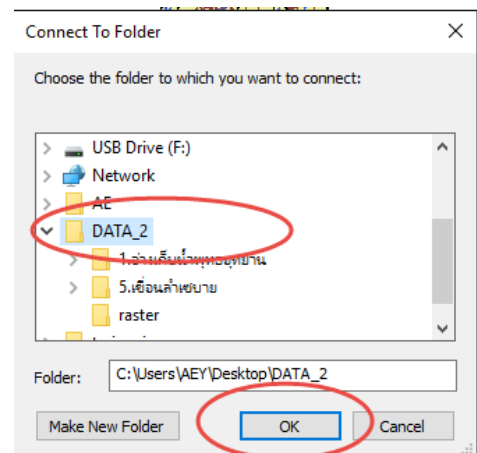 Connect To Folder
Choose the folder to which you want to connect:
USB Drive (F:)
Network
AE
DATA_2
1.อ่างเก็บน้ำพุทธอุทยาน
5.เขื่อนลำเซบาย
raster
Folder:
C:\Users\AEY\Desktop\DATA_2
Make New Folder
OK
Cancel